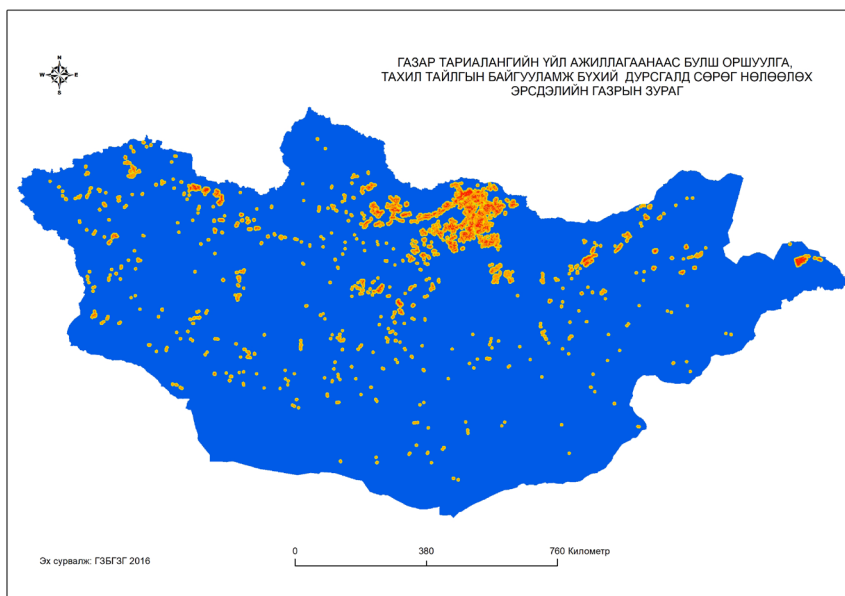 N
W E
S
ГАЗАР ТАРИАЛАНГИЙН ҮЙЛ АЖИЛЛАГААНААС БУЛШ ОРШУУЛГА,
ТАХИЛ ТАЙЛГЫН БАЙГУУЛАМЖ БҮХИЙ ДУРСГАЛД СӨРӨГ НӨЛӨӨЛӨХ
ЭРСДЭЛИЙН ГАЗРЫН ЗУРАГ
0 380 760 Километр
Эх сурвалж: ГЗБГЗГ 2016